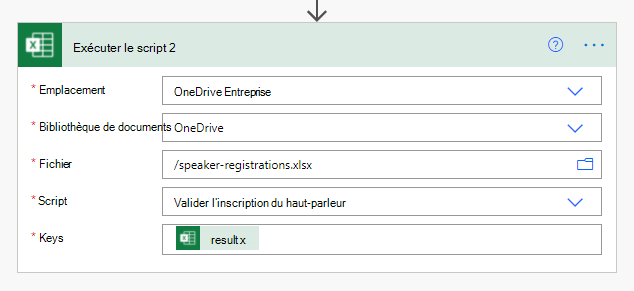 Exécuter le script 2
* Emplacement
OneDrive Entreprise
* Bibliothèque de documents
OneDrive
* Fichier
/speaker-registrations.xlsx
* Script
Valider l'inscription du haut-parleur
* Keys
result x